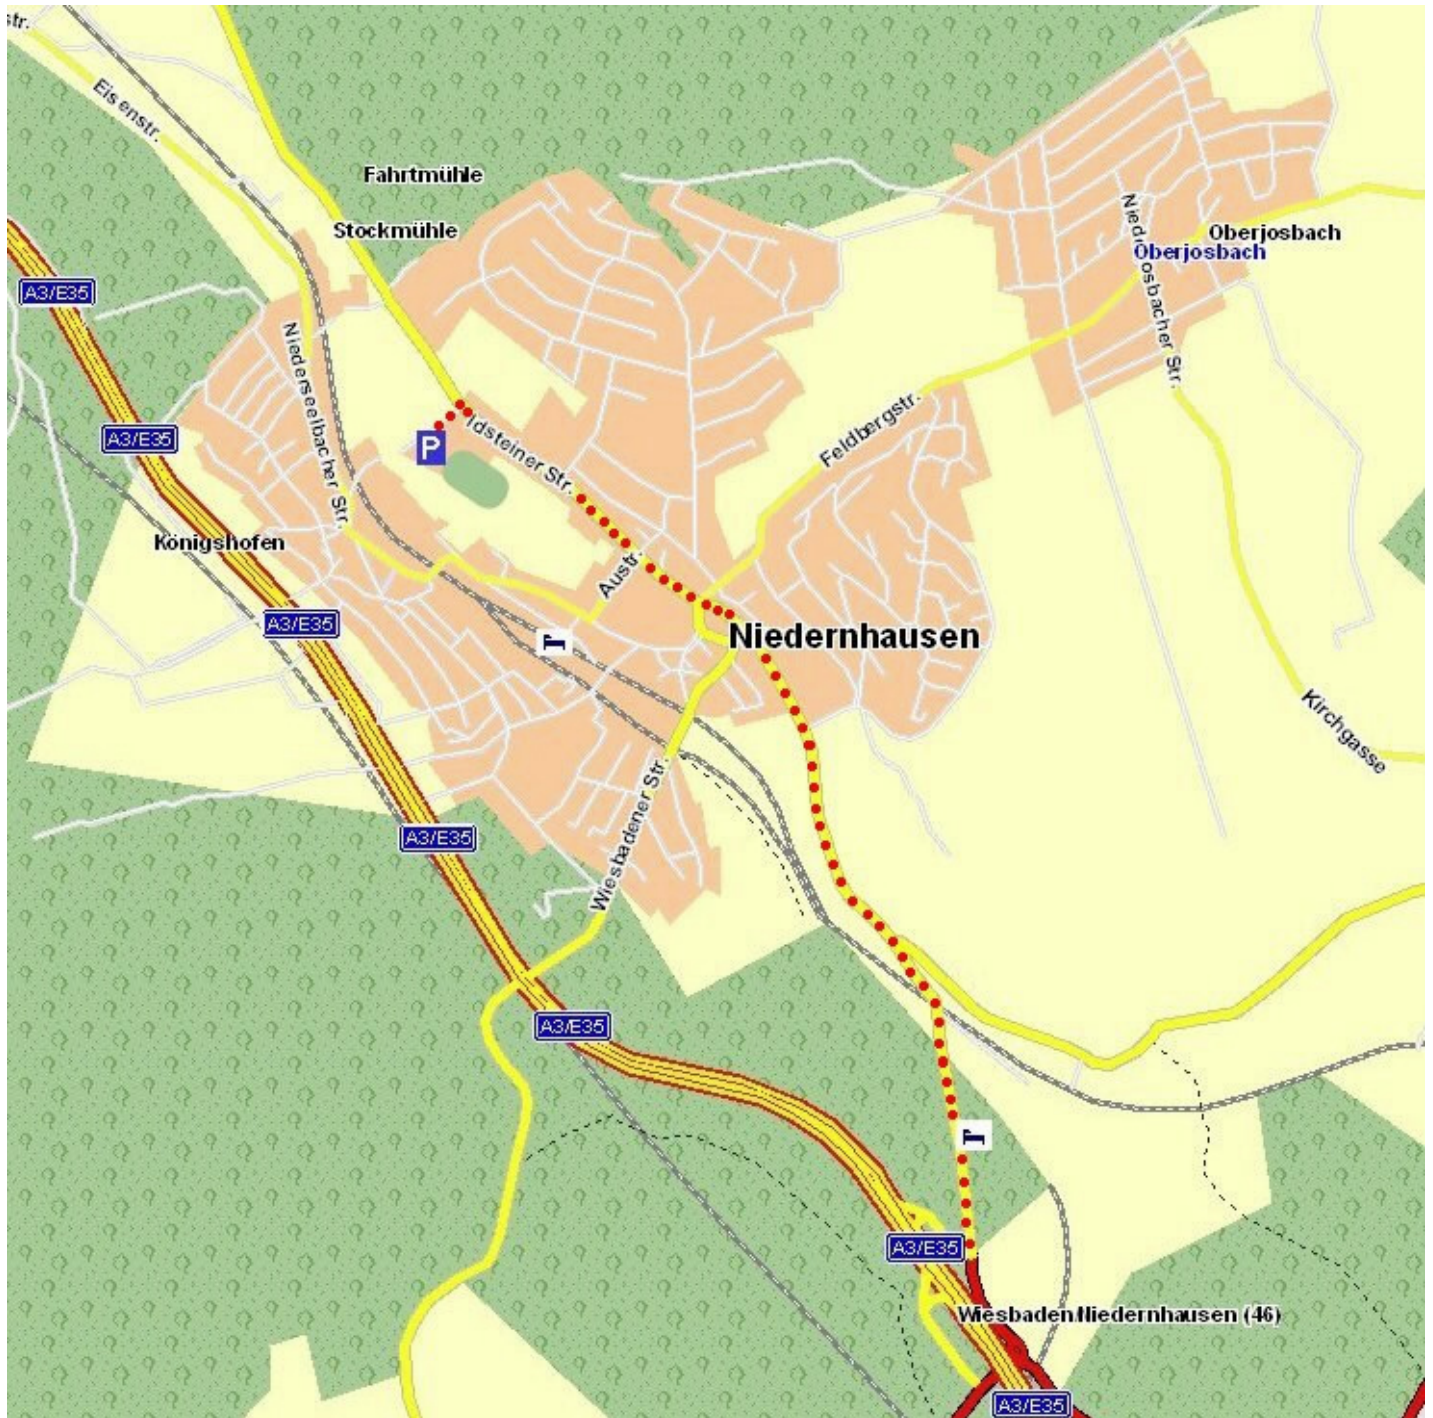 str.
Eisenstr.
Fahrtmühle
Stockmühle
Oberjosbach
Oberjosbach
Niederjosbacher Str.
A3/E35
Niederseelbacher Str.
Feldbergstr.
A3/E35
P
Idsteiner Str.
Königshofen
Austr.
A3/E35
Niedernhausen
Kirchgasse
Wiesbadener Str.
A3/E35
A3/E35
A3/E35
Wiesbaden/Niedernhausen (46)
A3/E35